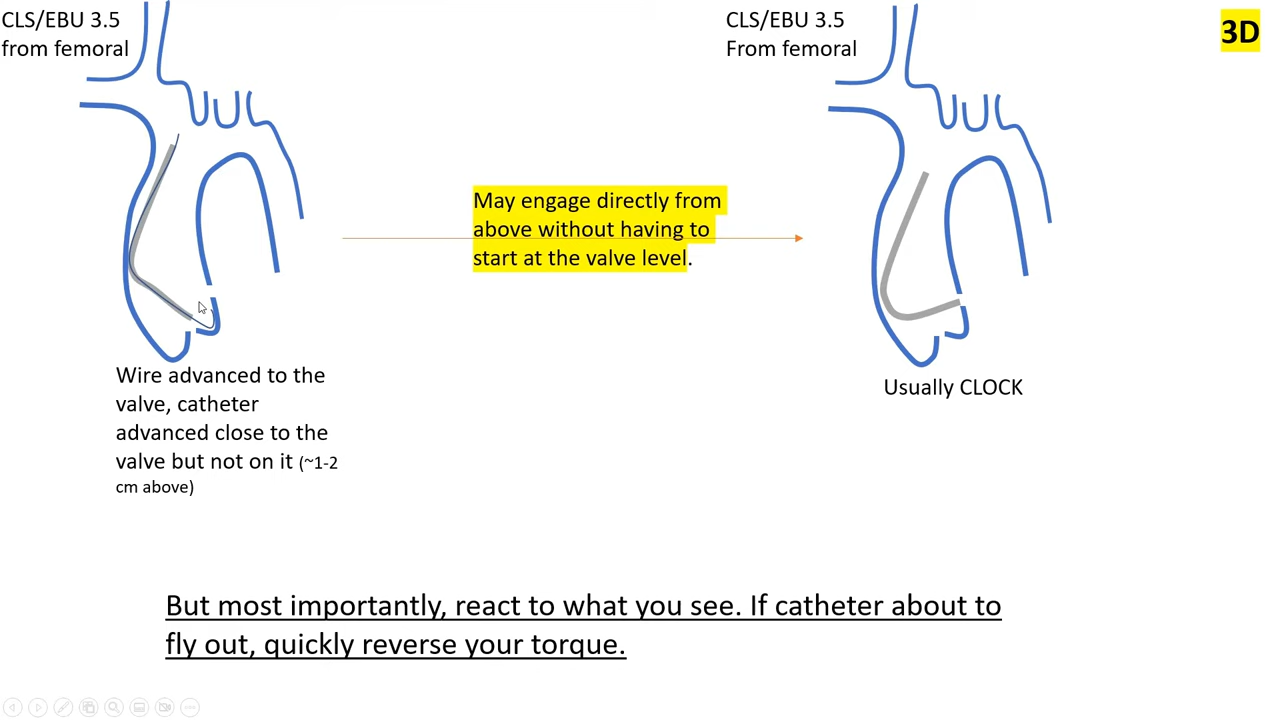 CLS/EBU 3.5
from femoral
CLS/EBU 3.5
From femoral
3D
May engage directly from
above without having to
start at the valve level.
Wire advanced to the
valve, catheter
advanced close to the
valve but not on it (~1-2
cm above)
Usually CLOCK
But most importantly, react to what you see. If catheter about to
fly out, quickly reverse your torque.